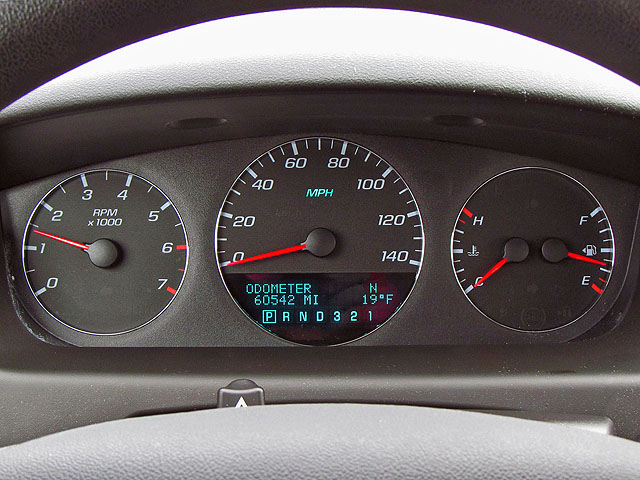 2 3 4 5
RPM
x1000
1 6
0 7
60 80
40 100
MPH
20 120
0 140
ODOMETER N
60542 MI 19°F
P R N D 3 2 1
H F
C E